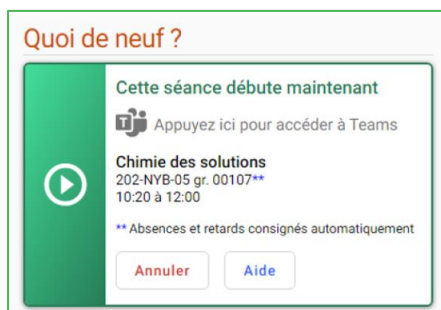 Quoi de neuf ?
Cette séance débute maintenant
Appuyez ici pour accéder à Teams
Chimie des solutions
202-NYB-05 gr. 00107**
10:20 à 12:00
** Absences et retards consignés automatiquement
Annuler Aide